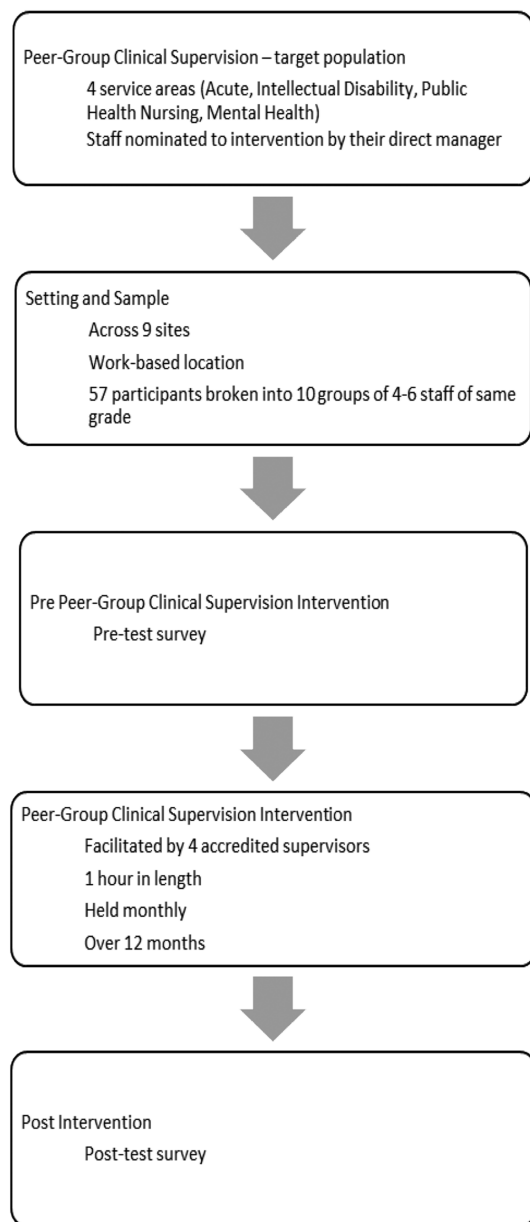 Peer-Group Clinical Supervision – target population
4 service areas (Acute, Intellectual Disability, Public
Health Nursing, Mental Health)
Staff nominated to intervention by their direct manager
Setting and Sample
Across 9 sites
Work-based location
57 participants broken into 10 groups of 4-6 staff of same
grade
Pre Peer-Group Clinical Supervision Intervention
Pre-test survey
Peer-Group Clinical Supervision Intervention
Facilitated by 4 accredited supervisors
1 hour in length
Held monthly
Over 12 months
Post Intervention
Post-test survey